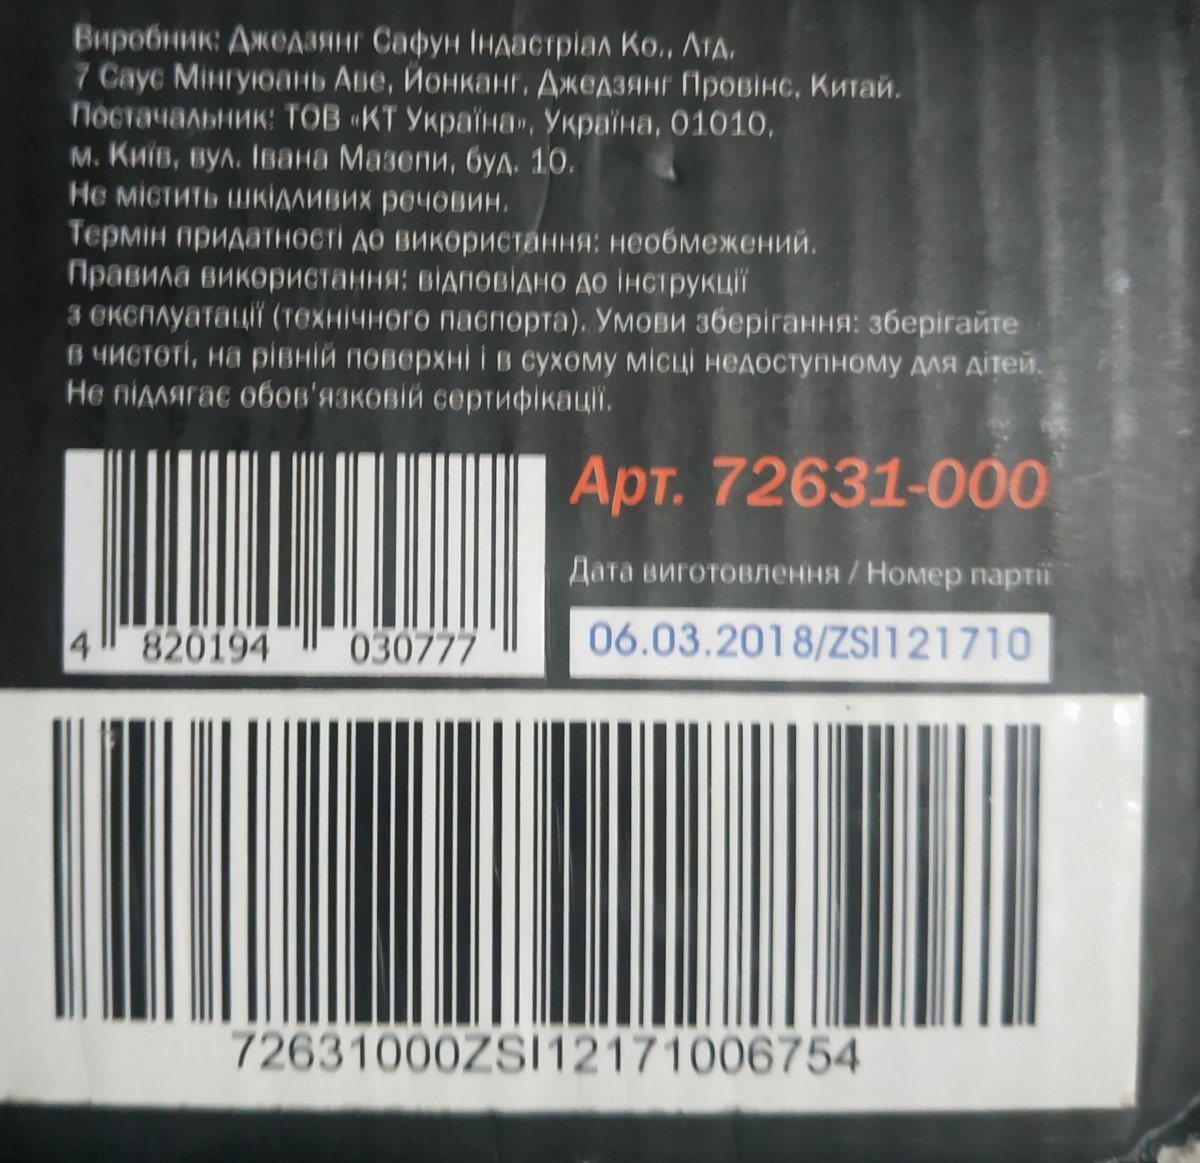 Виробник: Джедзянг Сафун Індастріал Ко., Лтд,
7 Саус Мінгуюань Аве, Йонканг, Джедзянг Провінс, Китай.
Постачальник: ТОВ «КТ Україна», Україна, 01010,
м. Київ, вул. Івана Мазепи, буд. 10.
Не містить шкідливих речовин.
Термін придатності до використання: необмежений.
Правила використання: відповідно до інструкції
з експлуатації (технічного паспорта). Умови зберігання: зберігайте
в чистоті, на рівній поверхні і в сухому місці недоступному для дітей.
Не підлягає обов'язковій сертифікації.
Арт. 72631-000
Дата виготовлення / Номер партії
06.03.2018/ZSI121710
4 820194 030777
72631000ZSI12171006754